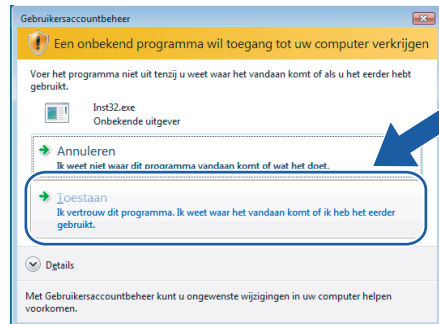 Gebruikersaccountbeheer
Een onbekend programma wil toegang tot uw computer verkrijgen
Voer het programma niet uit tenzij u weet waar het vandaan komt of als u het eerder hebt
gebruikt.
Inst32.exe
Onbekende uitgever
Annuleren
Ik weet niet waar dit programma vandaan komt of wat het doet.
Toestaan
Ik vertrouw dit programma. Ik weet waar het vandaan komt of ik heb het eerder
gebruikt.
Details
Met Gebruikersaccountbeheer kunt u ongewenste wijzigingen in uw computer helpen
voorkomen.